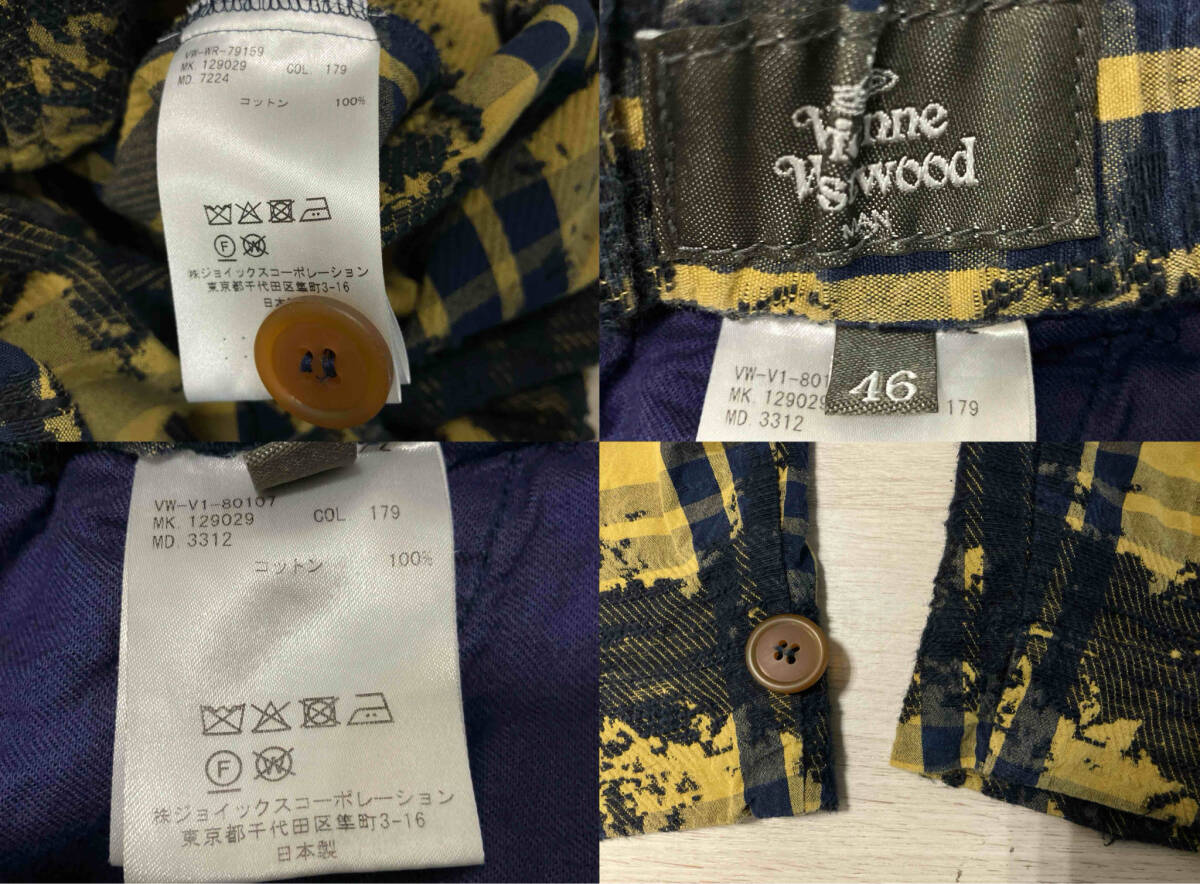 VW-WR-79159
MK. 129029 COL. 179
MD. 7224
コットン 100%
F W
㈱ジョイックスコーポレーション
東京都千代田区隼町3-16
日本製
MAN
VW-V1-801
46
MK. 129029 179
MD. 3312
VW-V1-80107
MK. 129029 COL. 179
MD. 3312
コットン 100%
F W
㈱ジョイックスコーポレーション
東京都千代田区隼町3-16
日本製